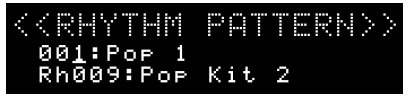 <<RHYTHM PATTERN>>
001:Pop 1
Rh009:Pop Kit 2